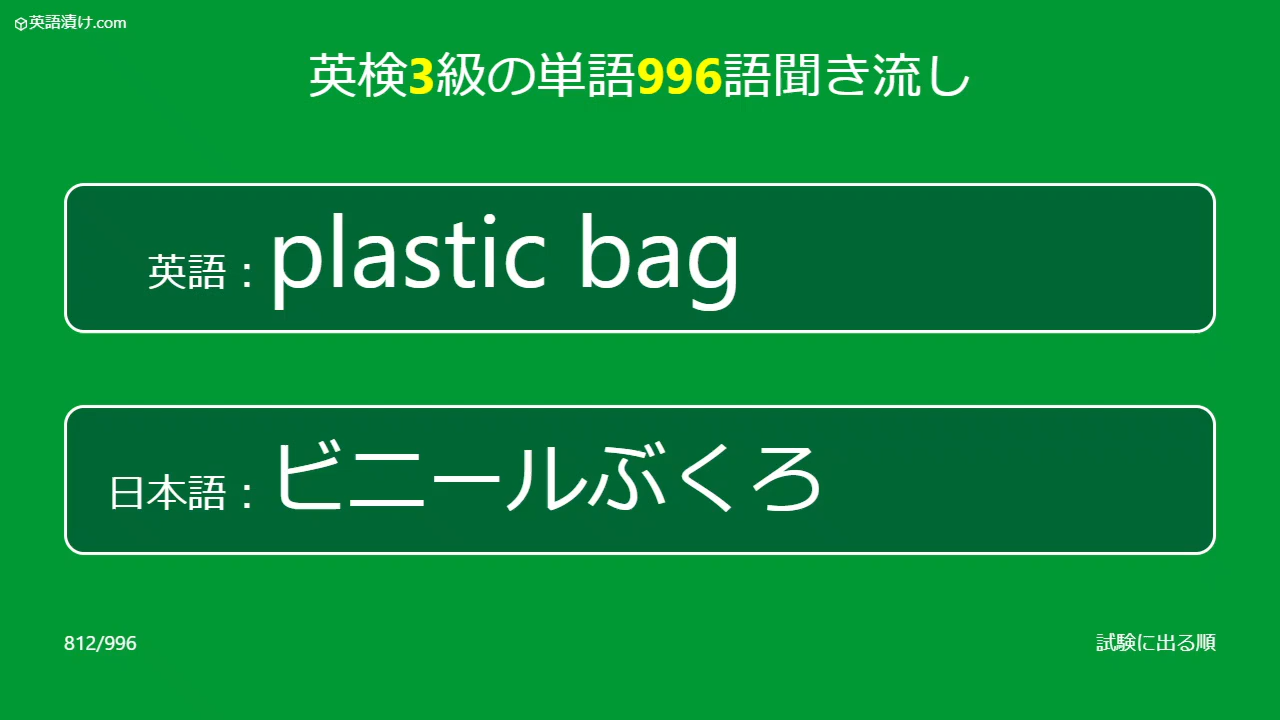 英語漬け.com
英検3級の単語996語聞き流し
英語：plastic bag
日本語：ビニールぶくろ
812/996
試験に出る順